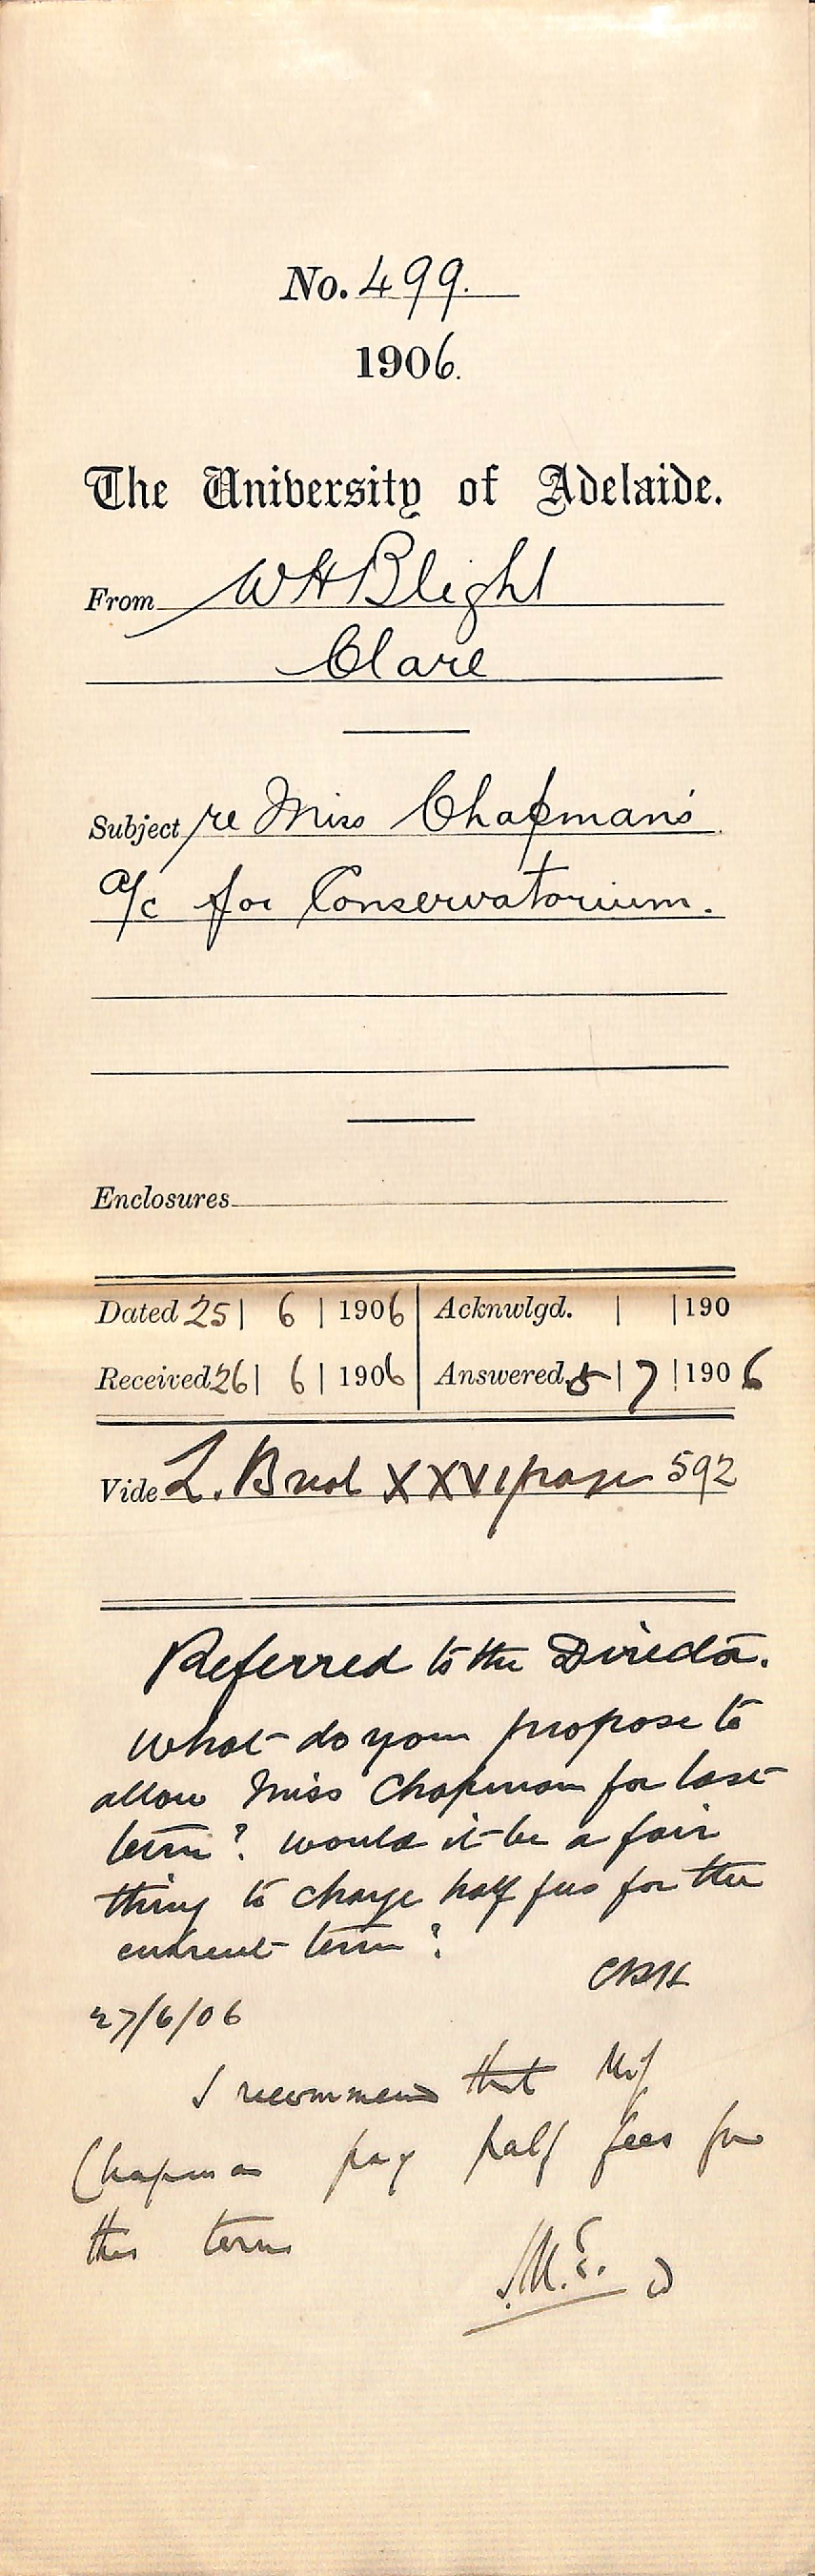 No. 499.
1906.
The University of Adelaide.
From W H Blight
Clare
Subject re Miss Chapman's
a/c for Conservatorium.
Enclosures
Dated 25 | 6 | 1906 Acknwlgd. | | 190
Received 26 | 6 | 1906 Answered 5 | 7 | 1906
Vide L. Book XXVI page 592
Referred to the Director.
What do you propose to
allow Miss Chapman for last
term? Would it be a fair
thing to charge half fees for the
current term?
CRH
27/6/06
I recommend that Miss
Chapman pay half fees for
this term
J.M.E. D